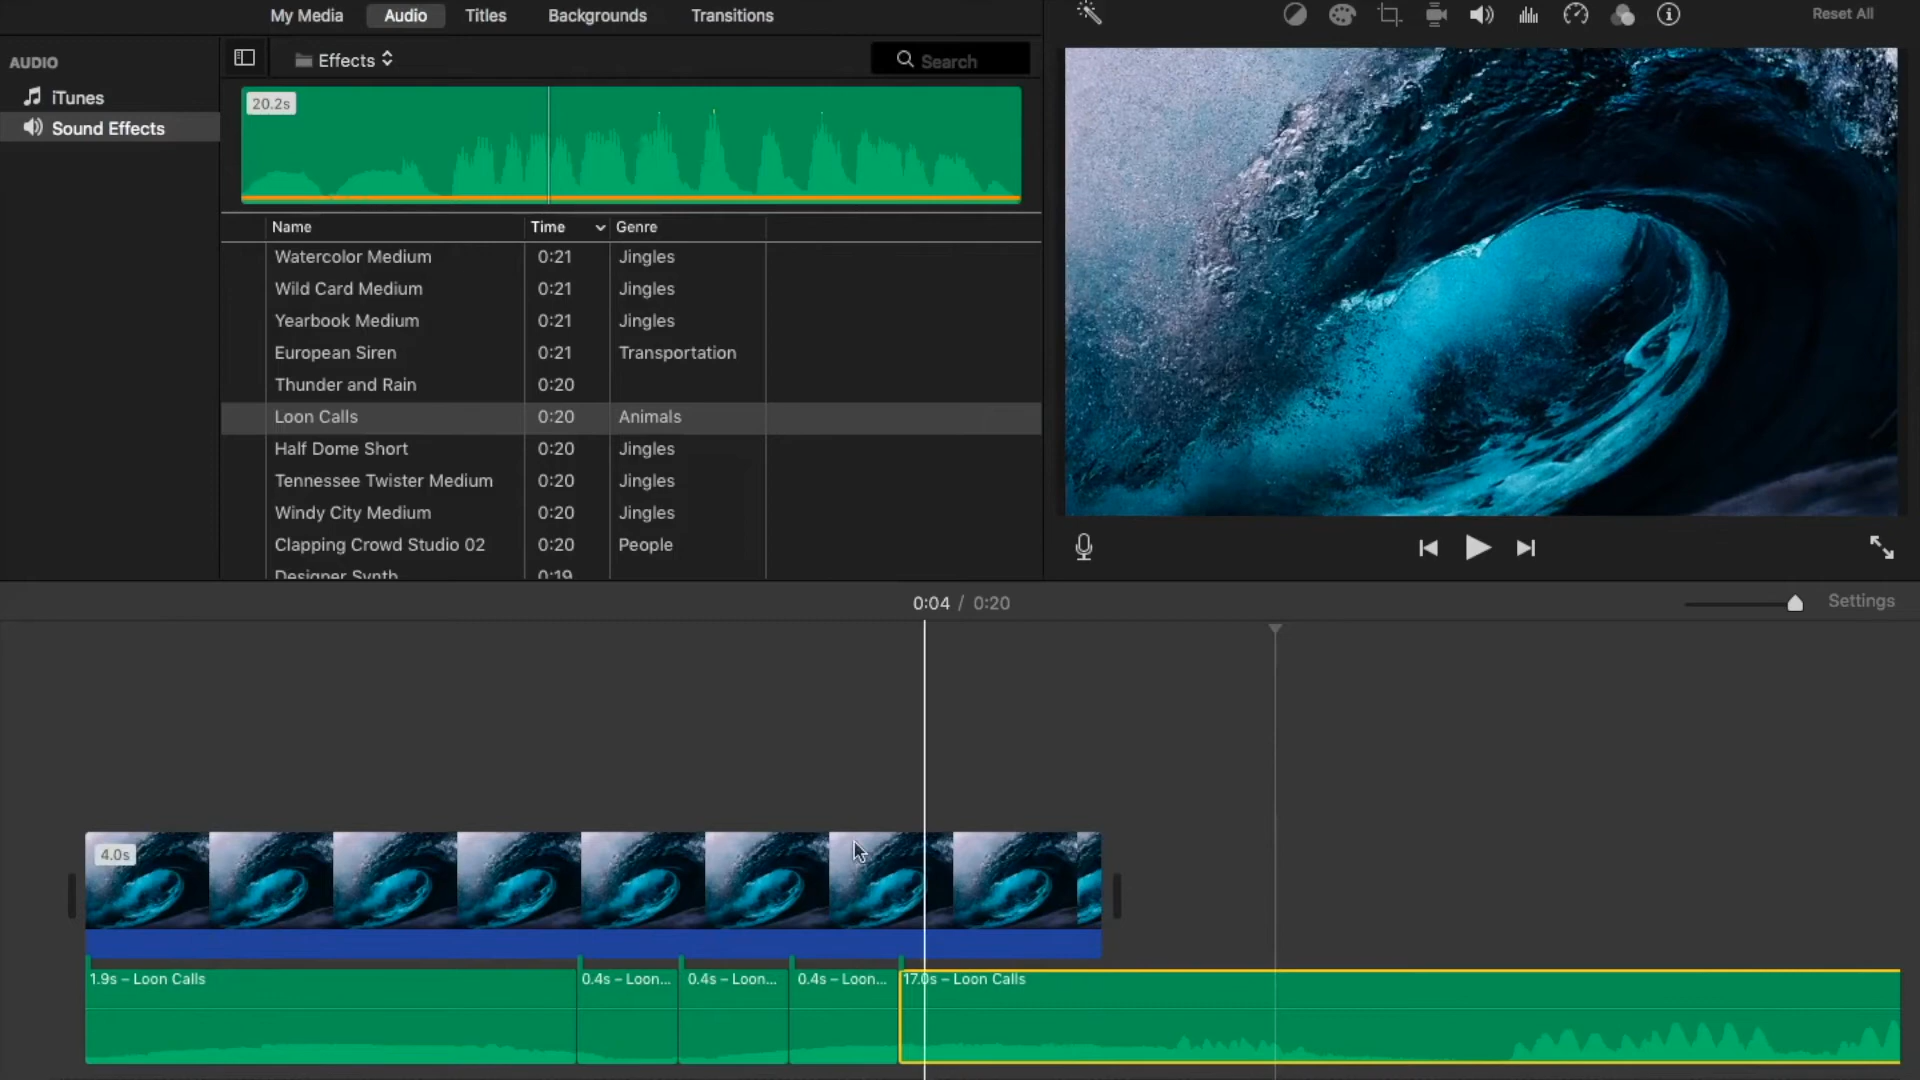 My Media Audio Titles Backgrounds Transitions
Reset All
AUDIO
iTunes
Sound Effects
Effects
Search
20.2s
Name Time Genre
Watercolor Medium 0:21 Jingles
Wild Card Medium 0:21 Jingles
Yearbook Medium 0:21 Jingles
European Siren 0:21 Transportation
Thunder and Rain 0:20
Loon Calls 0:20 Animals
Half Dome Short 0:20 Jingles
Tennessee Twister Medium 0:20 Jingles
Windy City Medium 0:20 Jingles
Clapping Crowd Studio 02 0:20 People
Designer Synth 0:19
0:04 / 0:20
Settings
4.0s
1.9s – Loon Calls
0.4s – Loon...
0.4s – Loon...
0.4s – Loon...
17.0s – Loon Calls